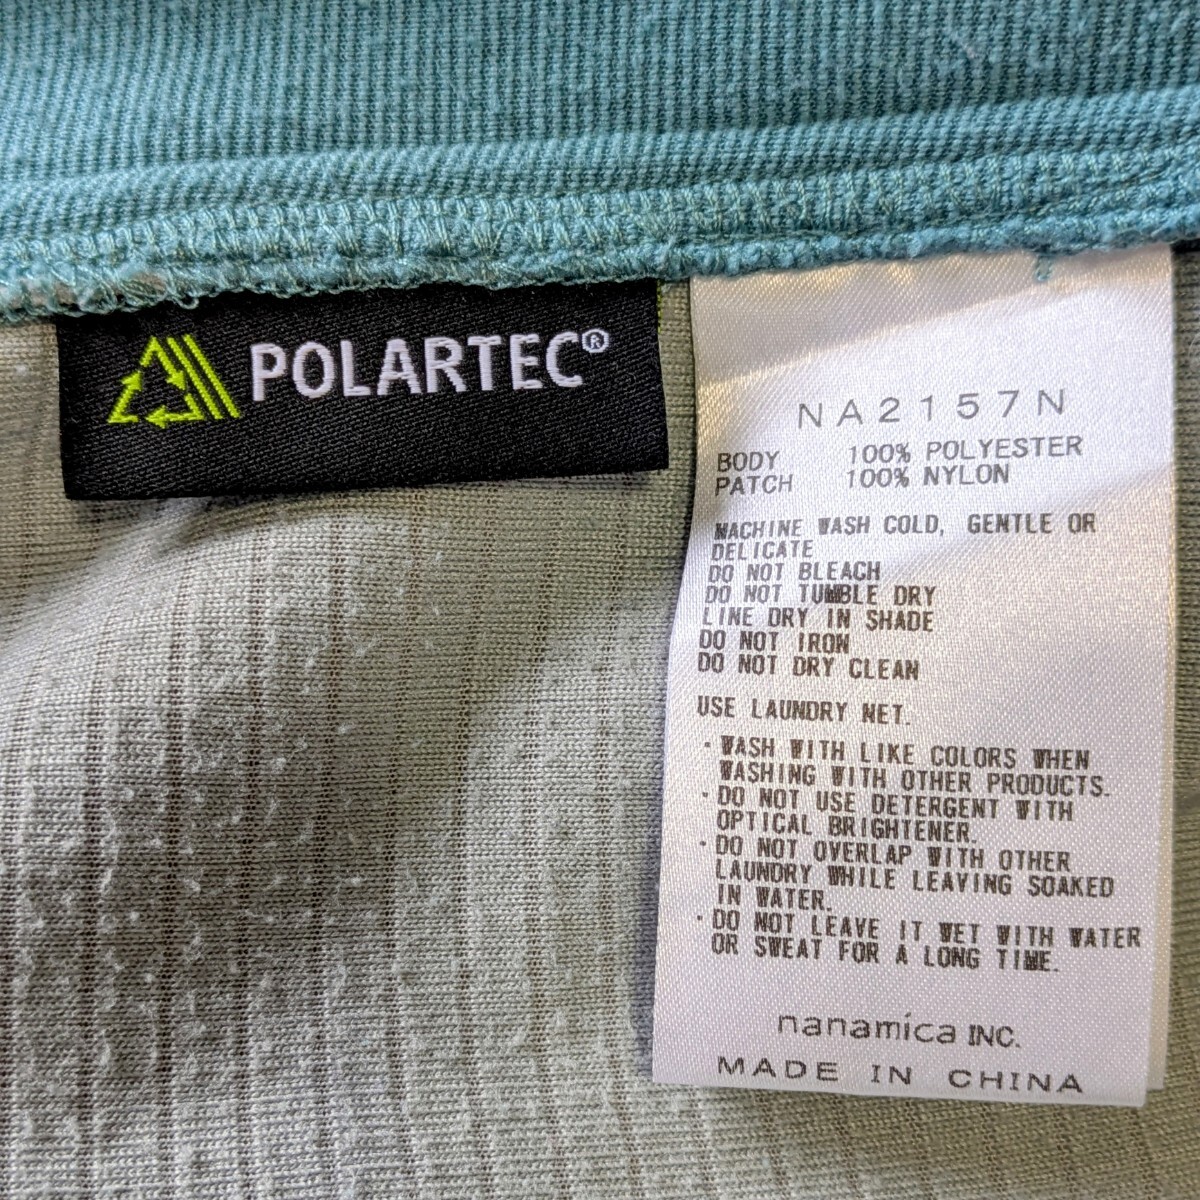 POLARTEC®
NA2157N
BODY 100% POLYESTER
PATCH 100% NYLON
MACHINE WASH COLD, GENTLE OR
DELICATE
DO NOT BLEACH
DO NOT TUMBLE DRY
LINE DRY IN SHADE
DO NOT IRON
DO NOT DRY CLEAN
USE LAUNDRY NET.
・WASH WITH LIKE COLORS WHEN
WASHING WITH OTHER PRODUCTS.
・DO NOT USE DETERGENT WITH
OPTICAL BRIGHTENER.
・DO NOT OVERLAP WITH OTHER
LAUNDRY WHILE LEAVING SOAKED
IN WATER.
・DO NOT LEAVE IT WET WITH WATER
OR SWEAT FOR A LONG TIME.
nanamica INC.
MADE IN CHINA